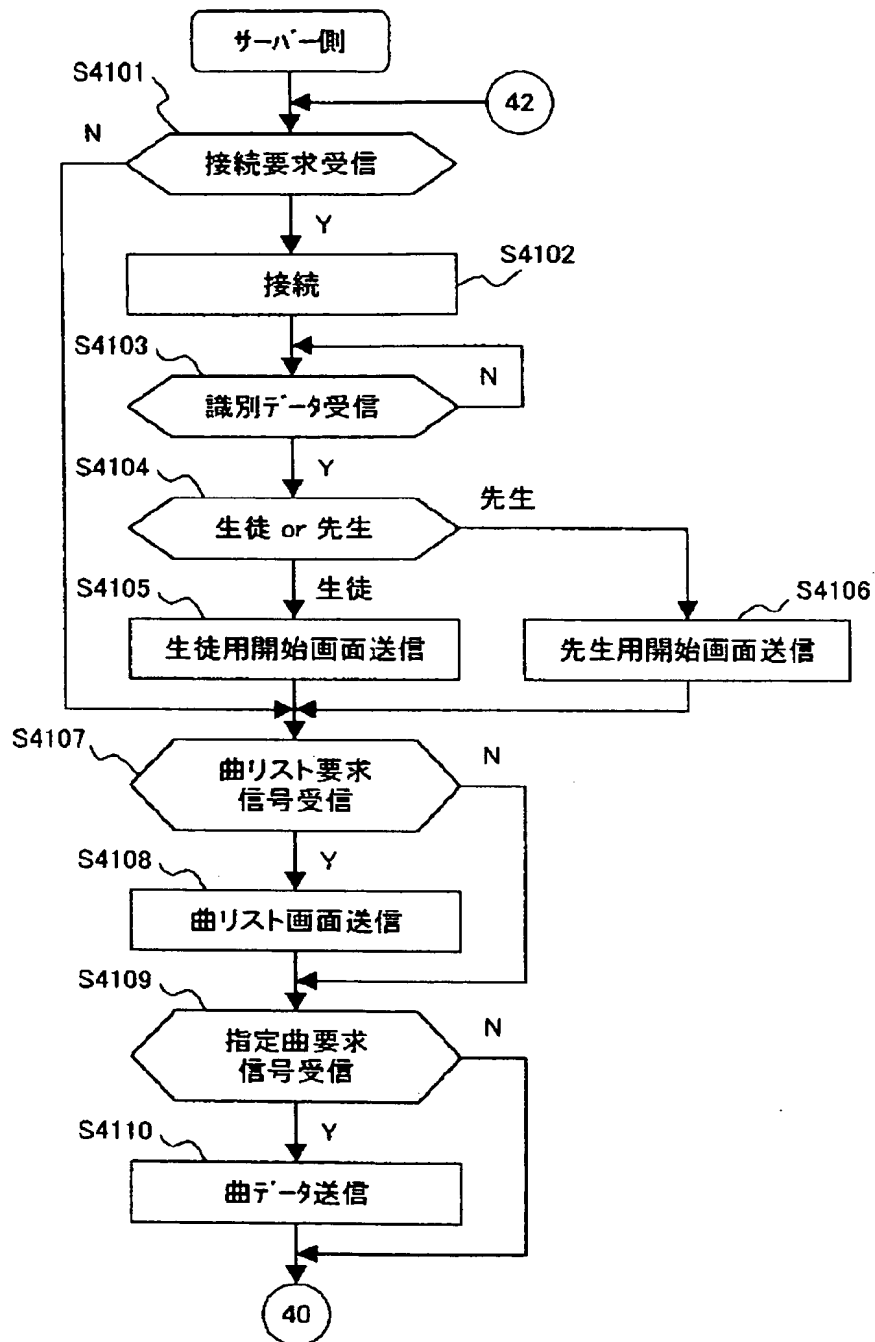 サーバー側
S4101
42
N
接続要求受信
Y
S4102
接続
S4103
N
識別データ受信
Y
S4104
先生
生徒 or 先生
S4105
生徒
S4106
生徒用開始画面送信
先生用開始画面送信
S4107
N
曲リスト要求
信号受信
Y
S4108
曲リスト画面送信
S4109
N
指定曲要求
信号受信
Y
S4110
曲データ送信
40